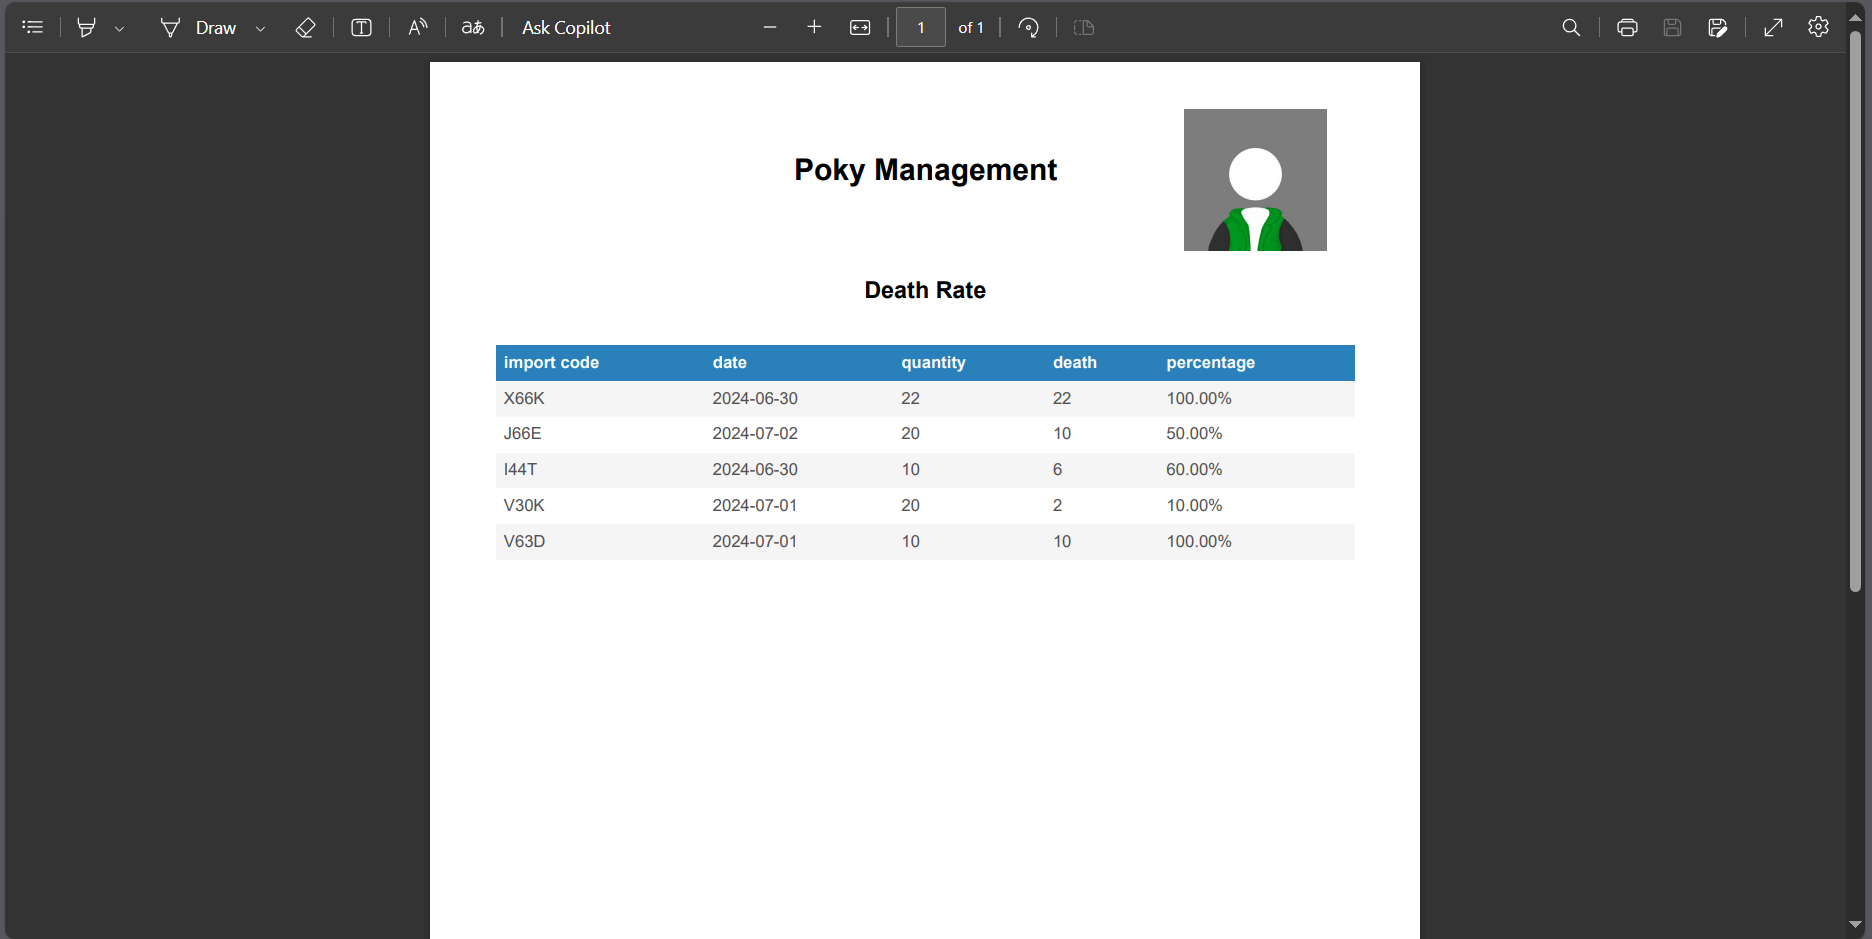 Draw aあ Ask Copilot 1 of 1
Poky Management
Death Rate
import code date quantity death percentage
X66K 2024-06-30 22 22 100.00%
J66E 2024-07-02 20 10 50.00%
I44T 2024-06-30 10 6 60.00%
V30K 2024-07-01 20 2 10.00%
V63D 2024-07-01 10 10 100.00%